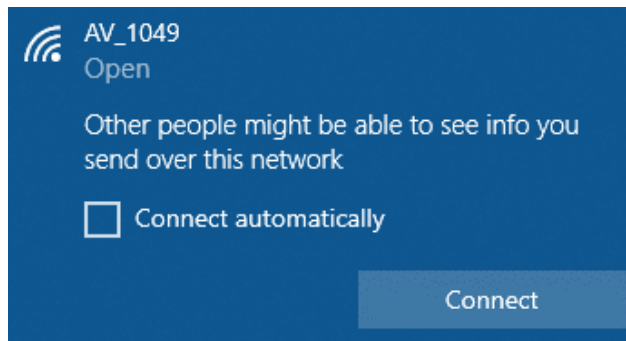 AV_1049
Open
Other people might be able to see info you
send over this network
Connect automatically
Connect